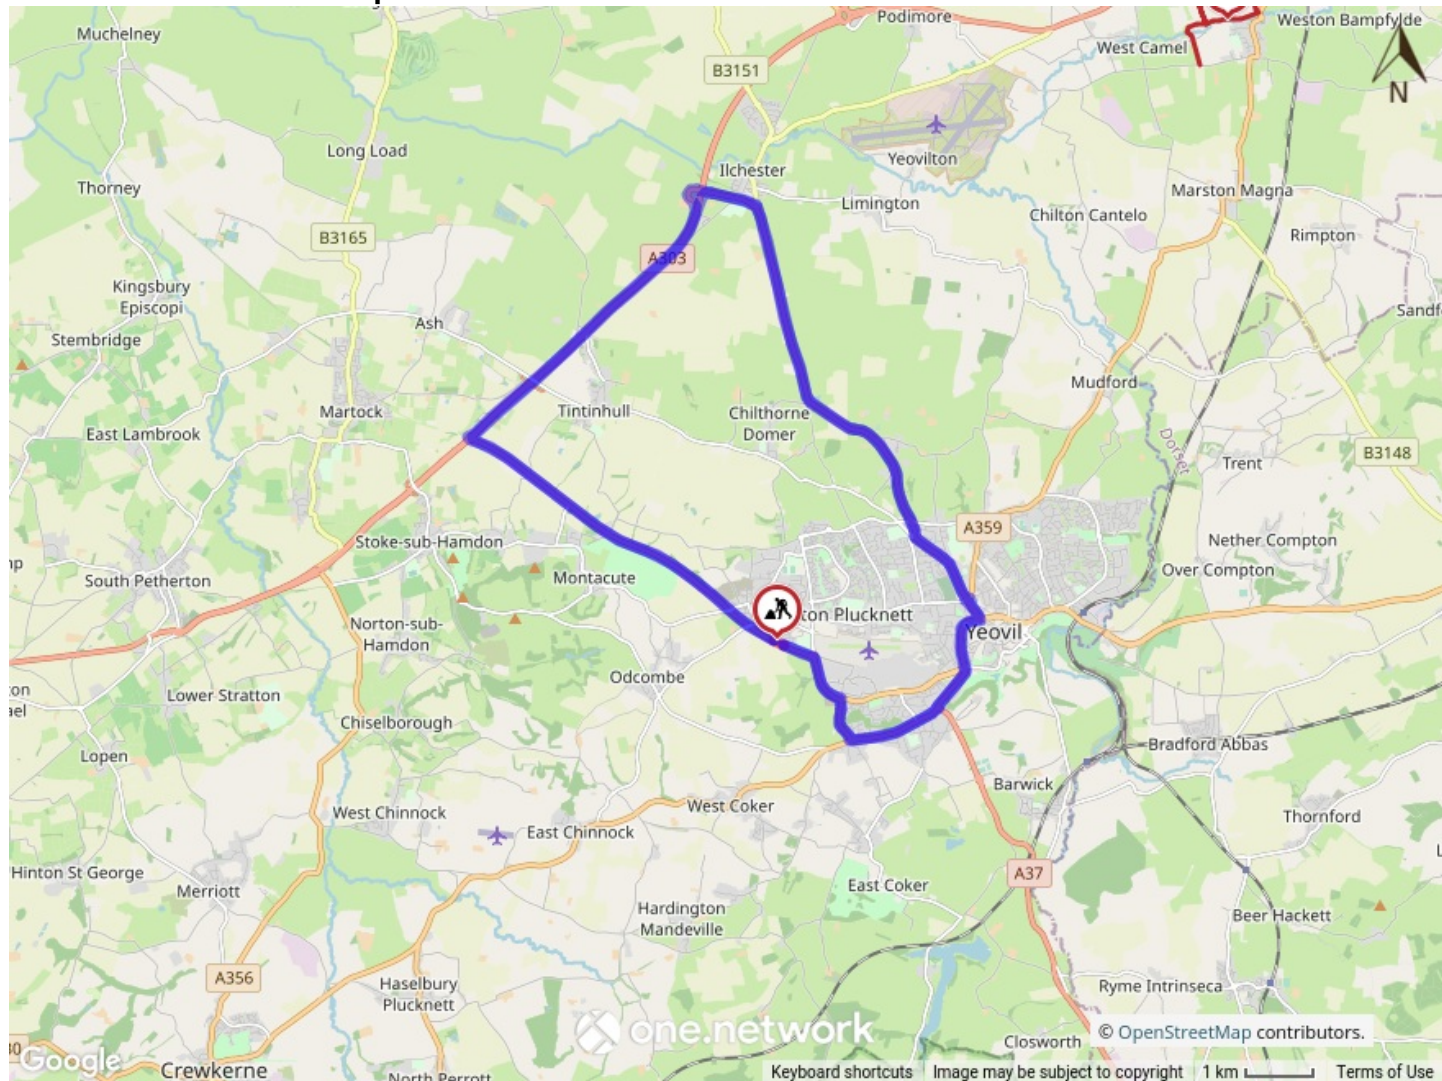 Podimore
Weston Bampfylde
Muchelney
West Camel
B3151
N
Long Load
Yeovilton
Ilchester
Thorney
Marston Magna
Limington
Chilton Cantelo
B3165
Rimpton
A303
Kingsbury
Episcopi
Sandf
Ash
Stembridge
Mudford
Martock
Tintinhull
Chilthorne
Domer
East Lambrook
Dorset
B3148
Trent
A359
Stoke-sub-Hamdon
Nether Compton
Over Compton
South Petherton
Montacute
ton Plucknett
Norton-sub-
Hamdon
Yeovil
Odcombe
Lower Stratton
ton
ael
Chiselborough
Lopen
Bradford Abbas
Barwick
West Chinnock
West Coker
East Chinnock
Thornford
Hinton St George
A37
Merriott
East Coker
Hardington
Mandeville
Beer Hackett
A356
Haselbury
Plucknett
Ryme Intrinseca
one.network
© OpenStreetMap contributors.
Closworth
Google
Crewkerne
North Perrott
Keyboard shortcuts
Image may be subject to copyright
1 km
Terms of Use